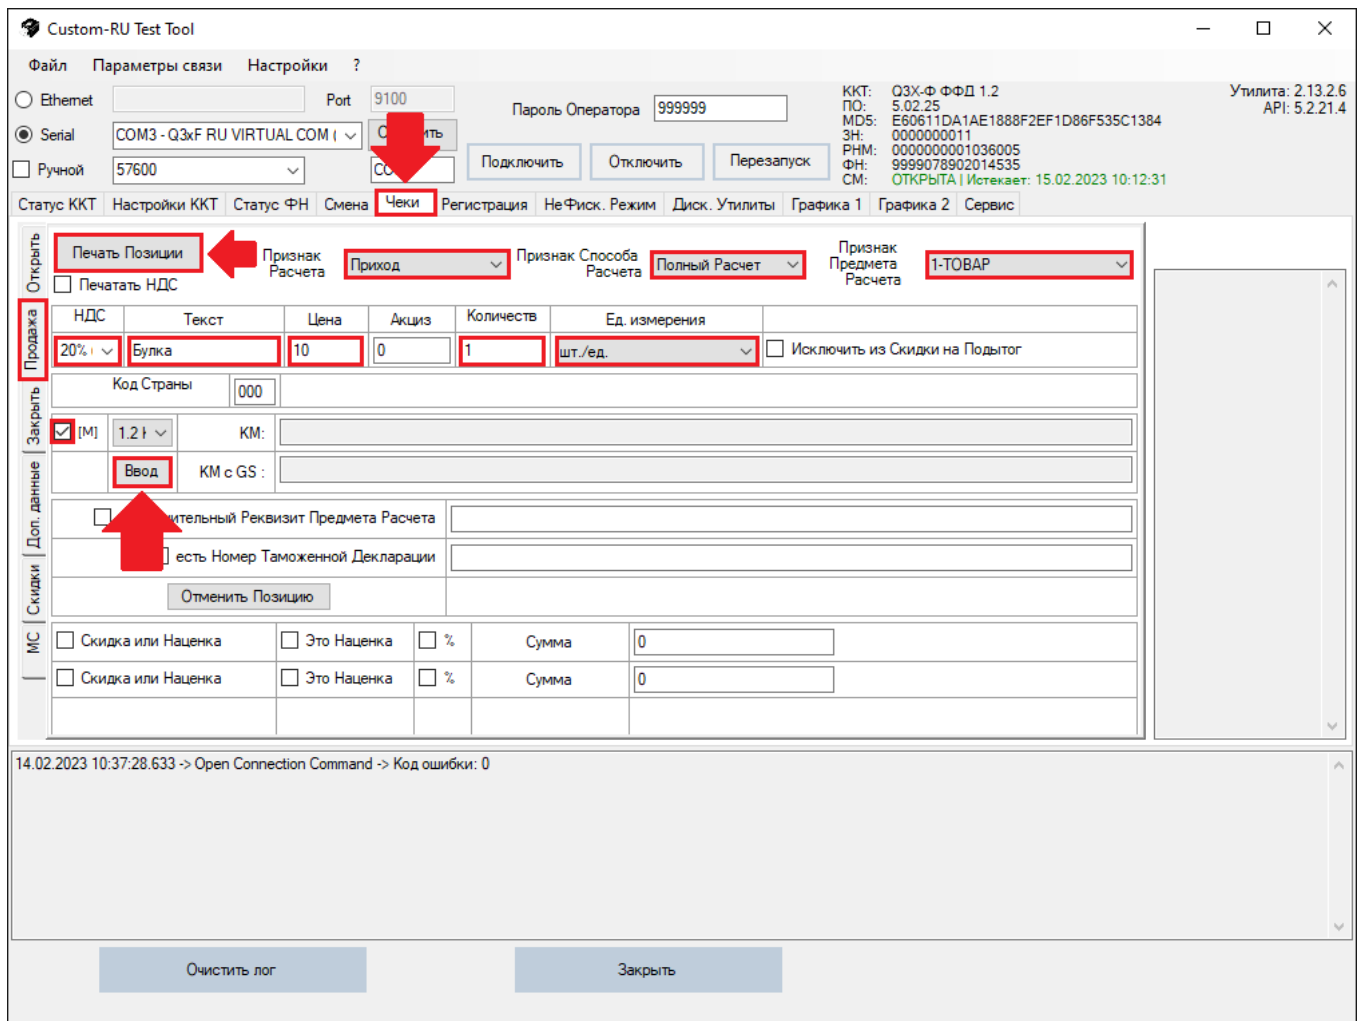 Custom-RU Test Tool
Файл Параметры связи Настройки ?
Ethernet Port 9100
Serial COM3 - Q3xF RU VIRTUAL COM (
Ручной 57600
Пароль Оператора 999999
Подключить Отключить Перезапуск
ККТ: Q3X-Ф ФФД 1.2
ПО: 5.02.25
MD5: E60611DA1AE1888F2EF1D86F535C1384
ЗН: 0000000011
РНМ: 0000000001036005
ФН: 9999078902014535
СМ: ОТКРЫТА | Истекает: 15.02.2023 10:12:31
Утилита: 2.13.2.6
API: 5.2.21.4
Статус ККТ Настройки ККТ Статус ФН Смена Чеки Регистрация НеФиск. Режим Диск. Утилиты Графика 1 Графика 2 Сервис
Открыть
Продажа
Закрыть
Доп. данные
Скидки
МС
Печать Позиции
Признак Расчета Приход
Признак Способа Расчета Полный Расчет
Признак Предмета Расчета 1-ТОВАР
Печатать НДС
НДС Текст Цена Акциз Количеств Ед. измерения
20% Булка 10 0 1 шт./ед. Исключить из Скидки на Подытог
Код Страны 000
[М] КМ:
Ввод КМ с GS :
Реквизит Предмета Расчета
есть Номер Таможенной Декларации
Отменить Позицию
Скидка или Наценка Это Наценка % Сумма 0
Скидка или Наценка Это Наценка % Сумма 0
14.02.2023 10:37:28.633 -> Open Connection Command -> Код ошибки: 0
Очистить лог Закрыть